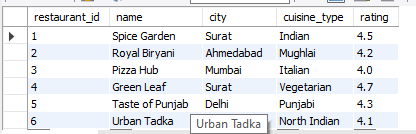 restaurant_id name city cuisine_type rating
1 Spice Garden Surat Indian 4.5
2 Royal Biryani Ahmedabad Mughlai 4.2
3 Pizza Hub Mumbai Italian 4.0
4 Green Leaf Surat Vegetarian 4.7
5 Taste of Punjab Delhi Punjabi 4.3
6 Urban Tadka North Indian 4.1
Urban Tadka